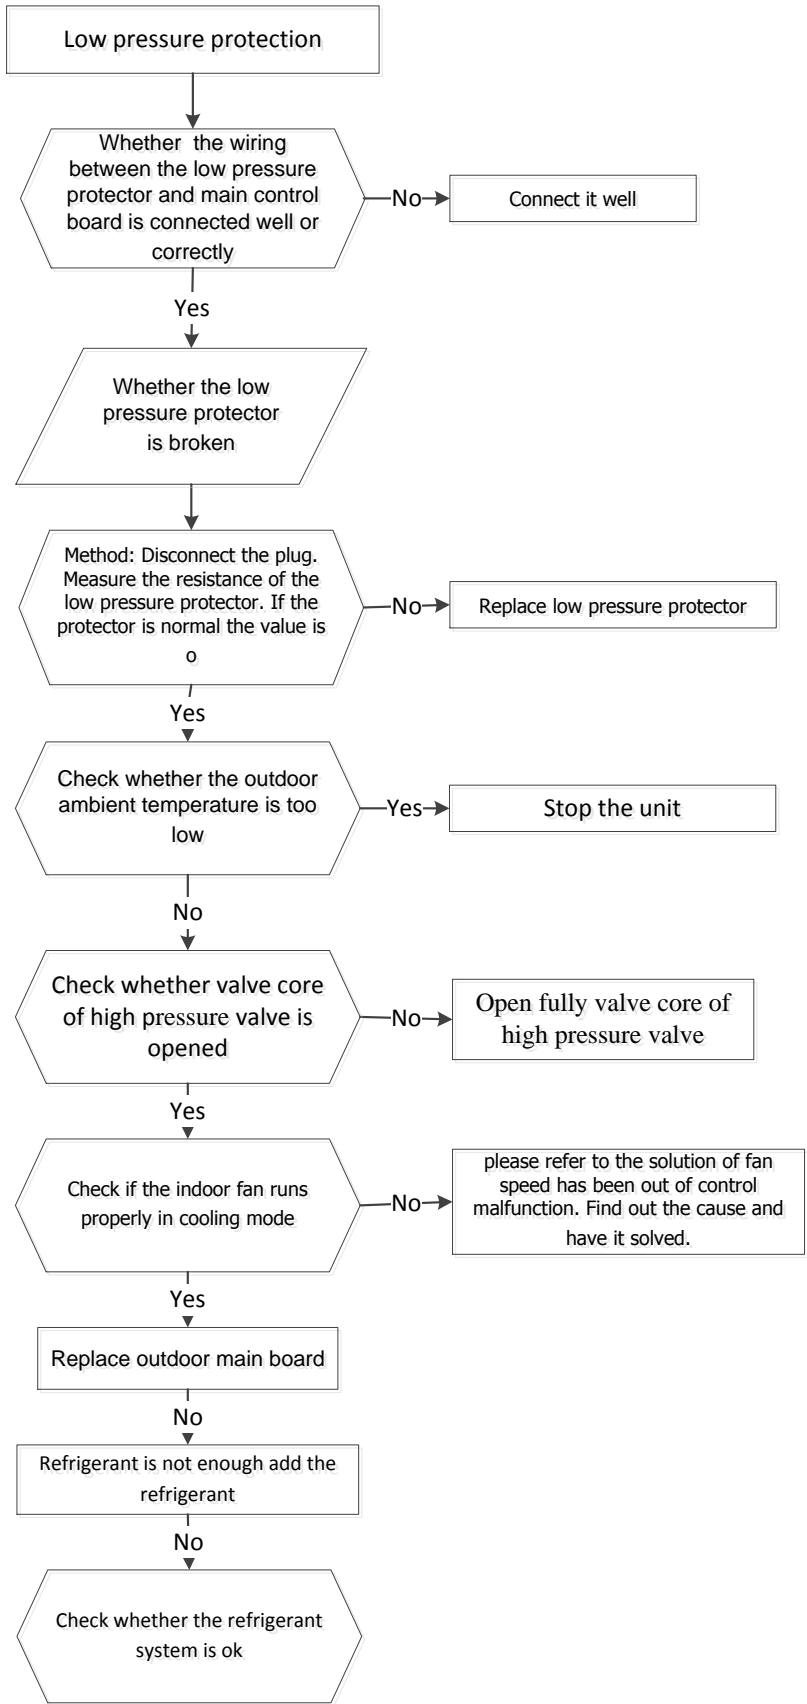 Low pressure protection
Whether the wiring
between the low pressure
protector and main control
board is connected well or
correctly
No
Connect it well
Yes
Whether the low
pressure protector
is broken
Method: Disconnect the plug.
Measure the resistance of the
low pressure protector. If the
protector is normal the value is
o
No
Replace low pressure protector
Yes
Check whether the outdoor
ambient temperature is too
low
Yes
Stop the unit
No
Check whether valve core
of high pressure valve is
opened
No
Open fully valve core of
high pressure valve
Yes
Check if the indoor fan runs
properly in cooling mode
No
please refer to the solution of fan
speed has been out of control
malfunction. Find out the cause and
have it solved.
Yes
Replace outdoor main board
No
Refrigerant is not enough add the
refrigerant
No
Check whether the refrigerant
system is ok